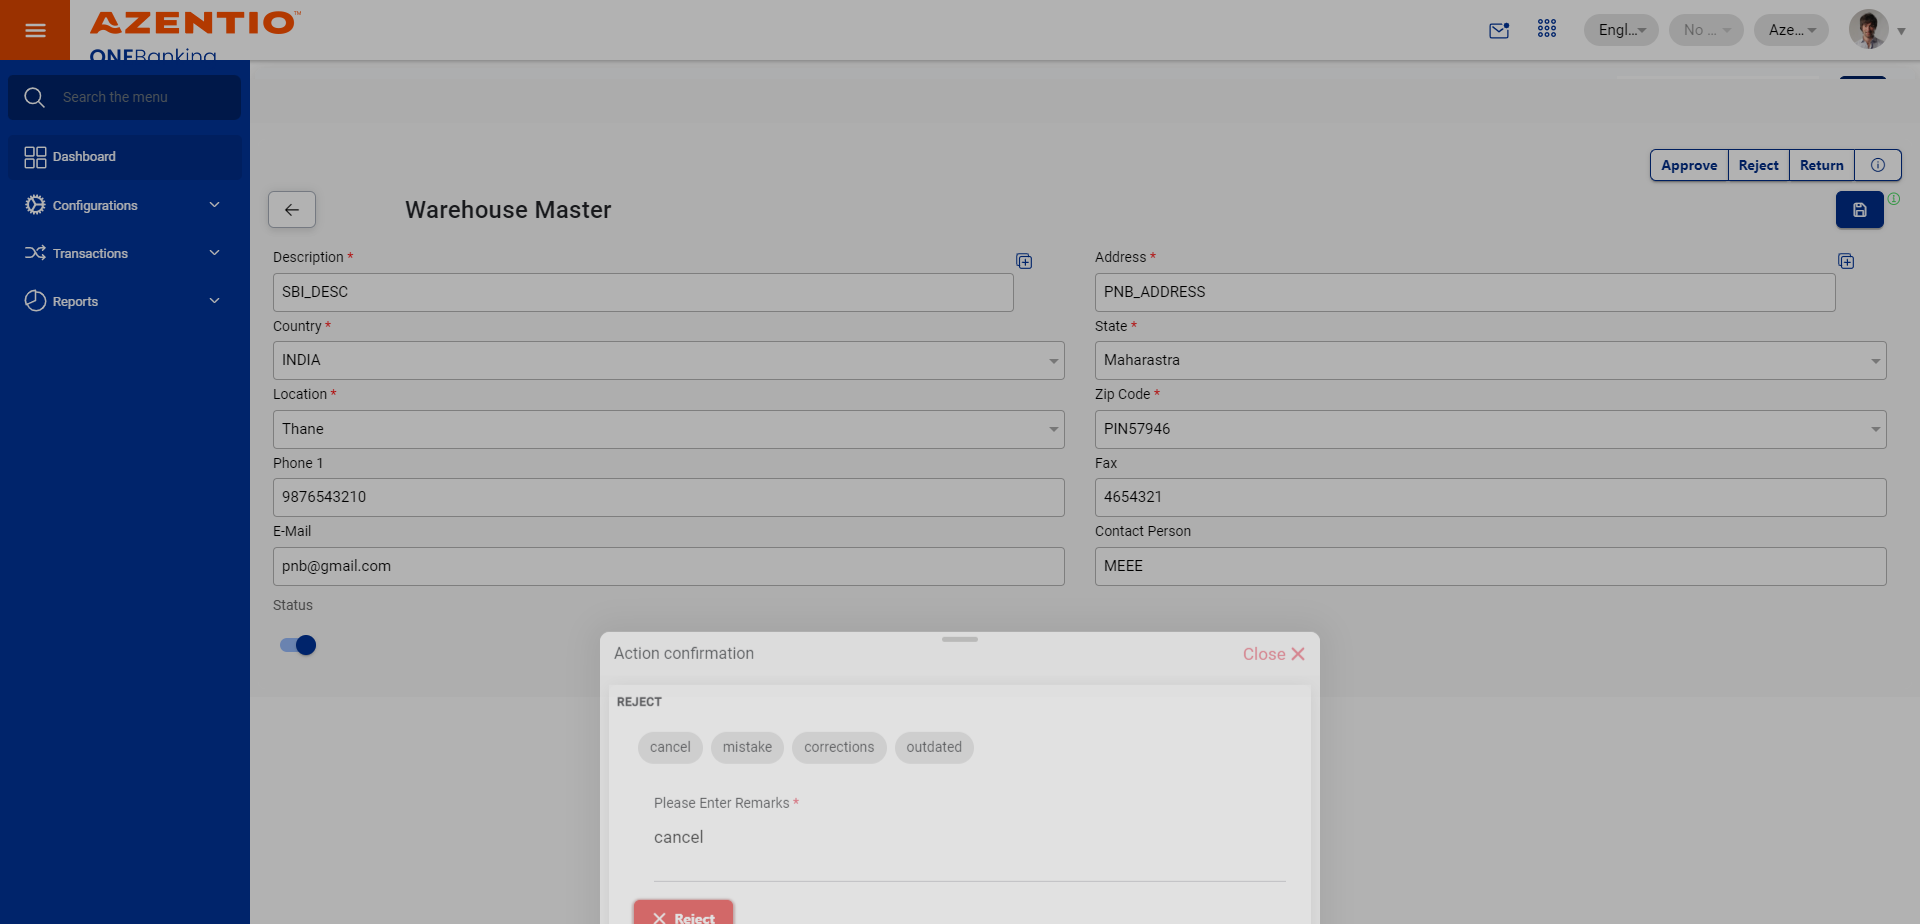 AZENTIO™
ONEBanking
Engl...
No ...
Aze...
Search the menu
Dashboard
Configurations
Transactions
Reports
Approve
Reject
Return
Warehouse Master
Description *
SBI_DESC
Address *
PNB_ADDRESS
Country *
INDIA
State *
Maharastra
Location *
Thane
Zip Code *
PIN57946
Phone 1
9876543210
Fax
4654321
E-Mail
pnb@gmail.com
Contact Person
MEEE
Status
Action confirmation
Close
REJECT
cancel
mistake
corrections
outdated
Please Enter Remarks *
cancel
Reject